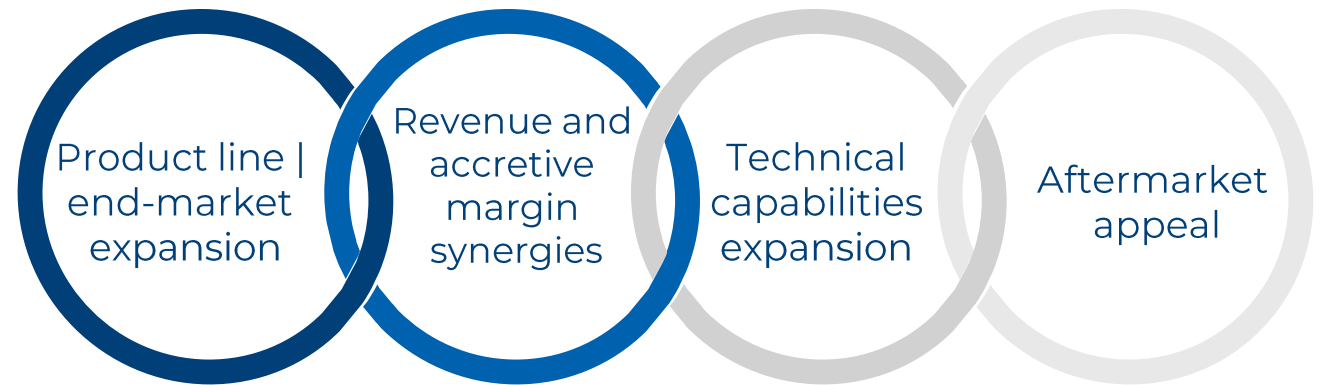 Product line |
end-market
expansion
Revenue and
accretive
margin
synergies
Technical
capabilities
expansion
Aftermarket
appeal